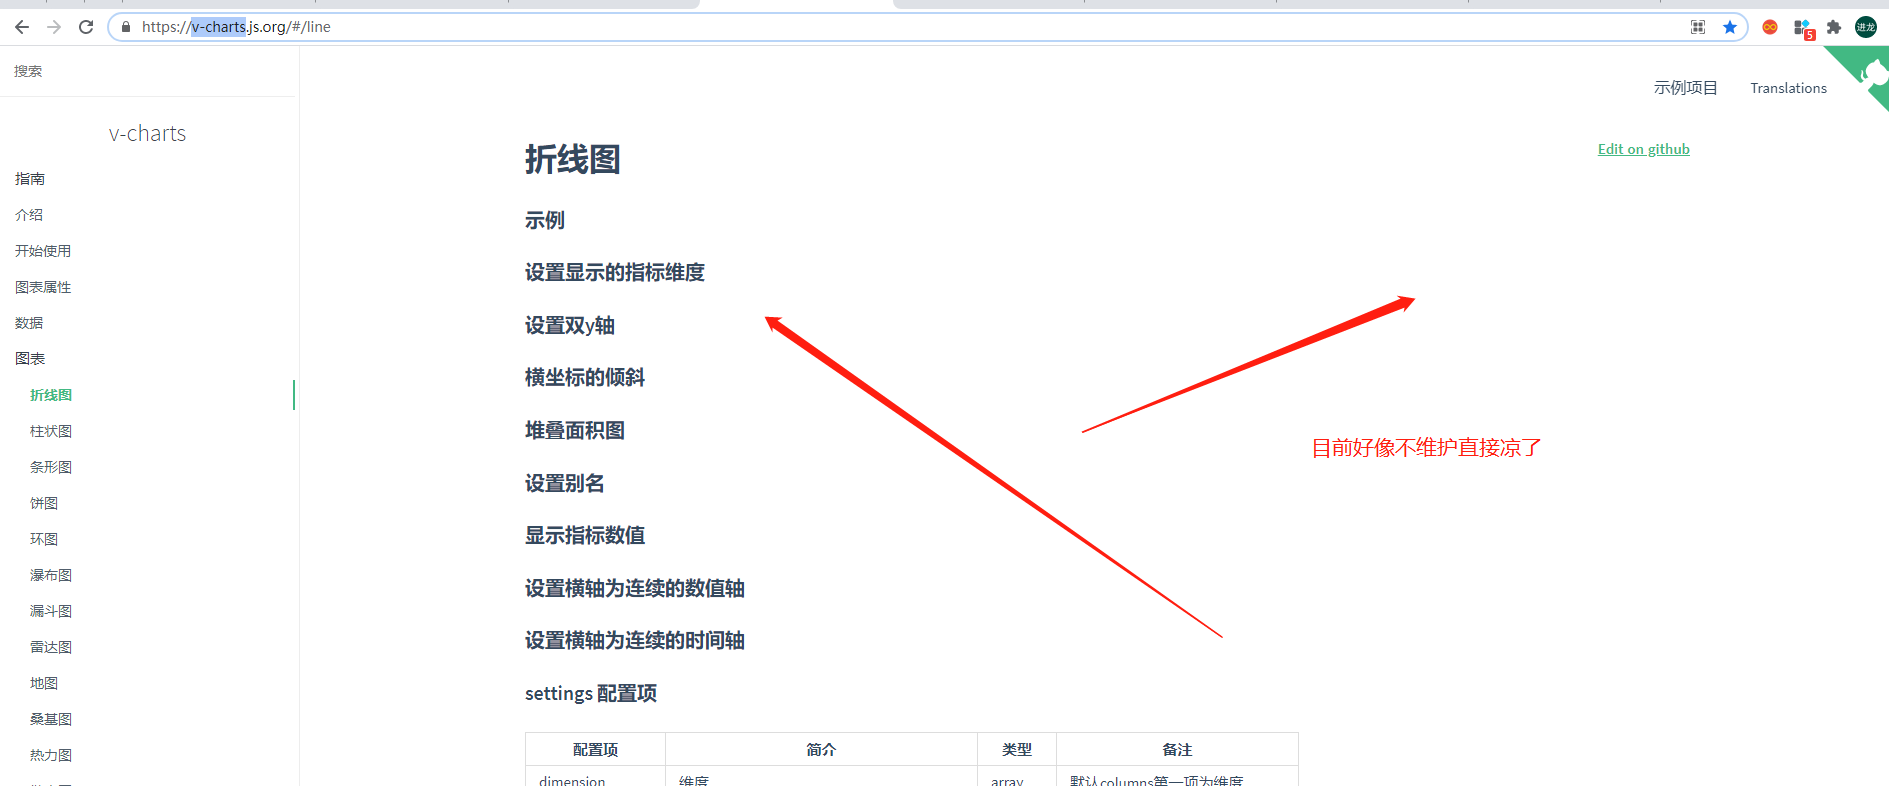 https://v-charts.js.org/#/line
5
进龙
搜索
示例项目
Translations
v-charts
折线图
Edit on github
指南
介绍
开始使用
图表属性
数据
图表
折线图
柱状图
条形图
饼图
环图
瀑布图
漏斗图
雷达图
地图
桑基图
热力图
示例
设置显示的指标维度
设置双y轴
横坐标的倾斜
堆叠面积图
设置别名
显示指标数值
设置横轴为连续的数值轴
设置横轴为连续的时间轴
settings 配置项
目前好像不维护直接凉了
配置项 简介 类型 备注
dimension 维度 array 默认columns第一项为维度